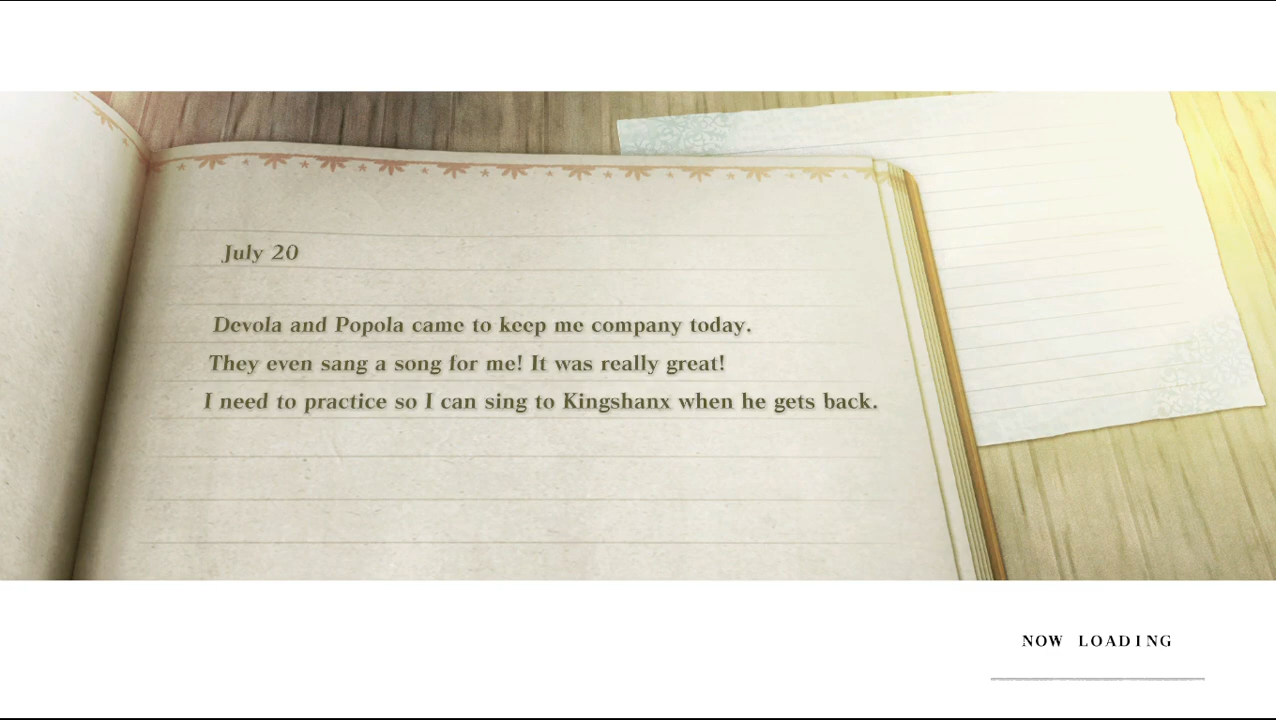 July 20
Devola and Popola came to keep me company today.
They even sang a song for me! It was really great!
I need to practice so I can sing to Kingshanx when he gets back.
NOW LOADING